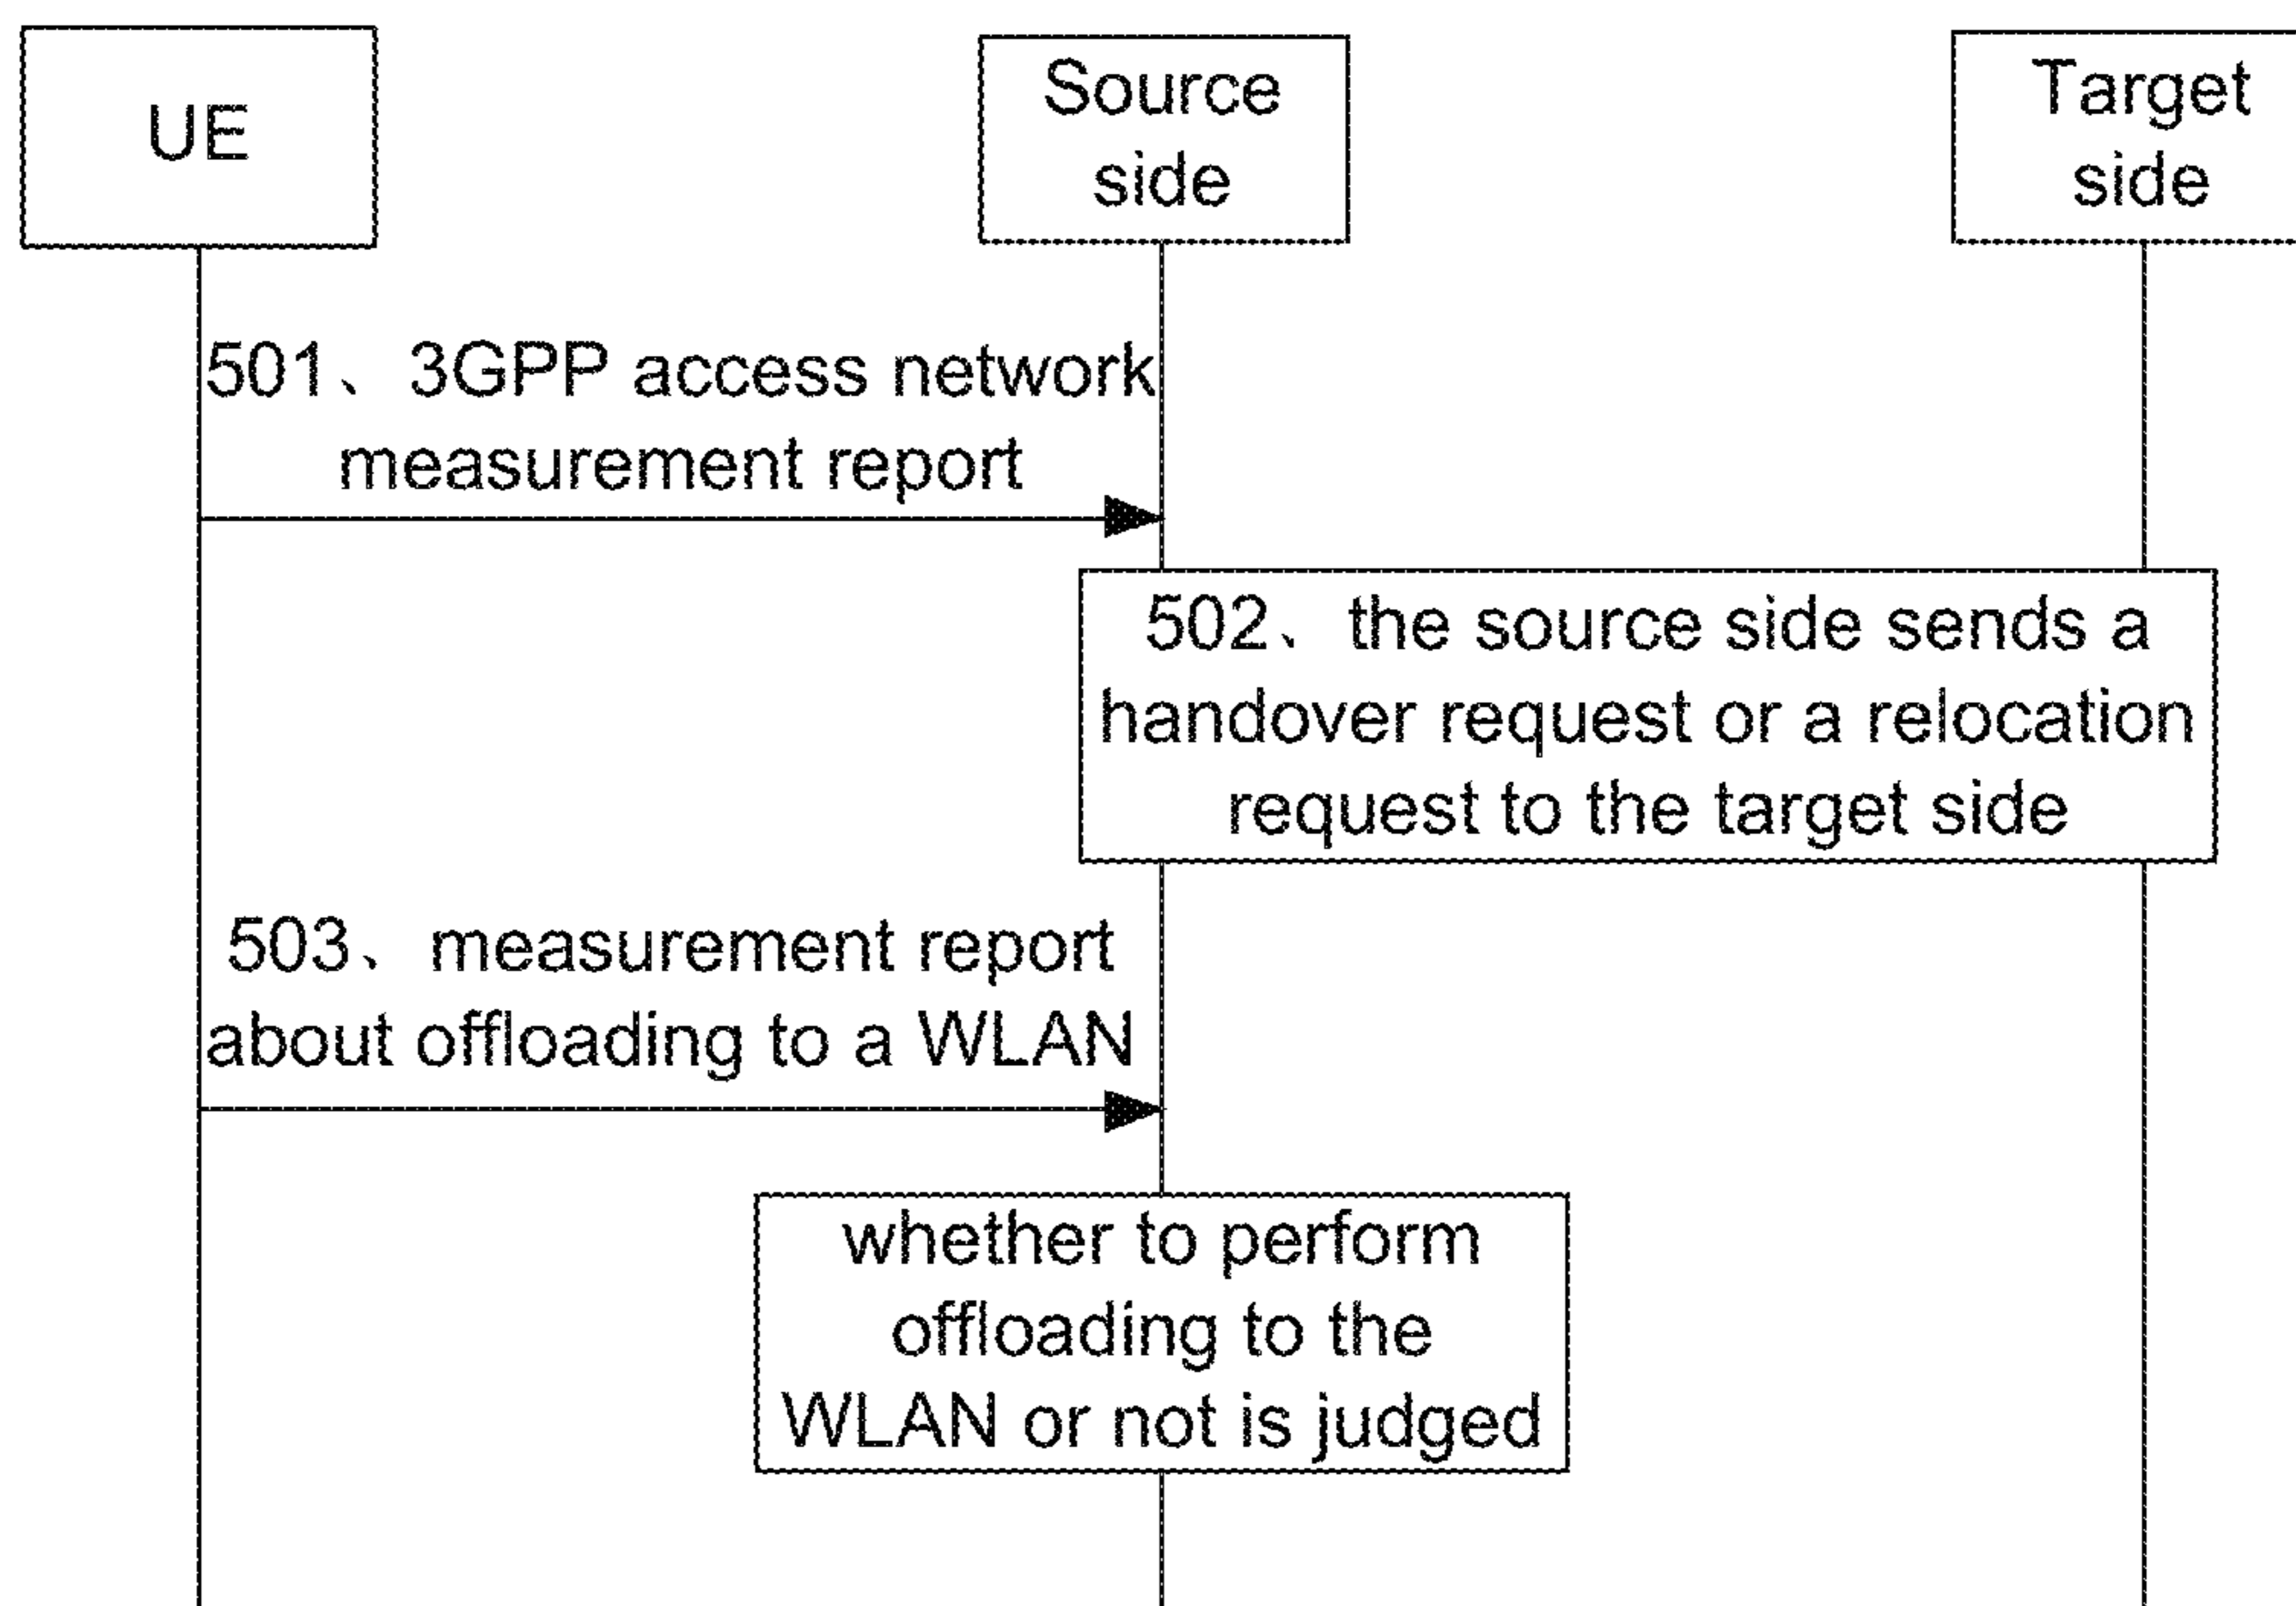 UE
Source
side
Target
side
501、3GPP access network
measurement report
502、the source side sends a
handover request or a relocation
request to the target side
503、measurement report
about offloading to a WLAN
whether to perform
offloading to the
WLAN or not is judged